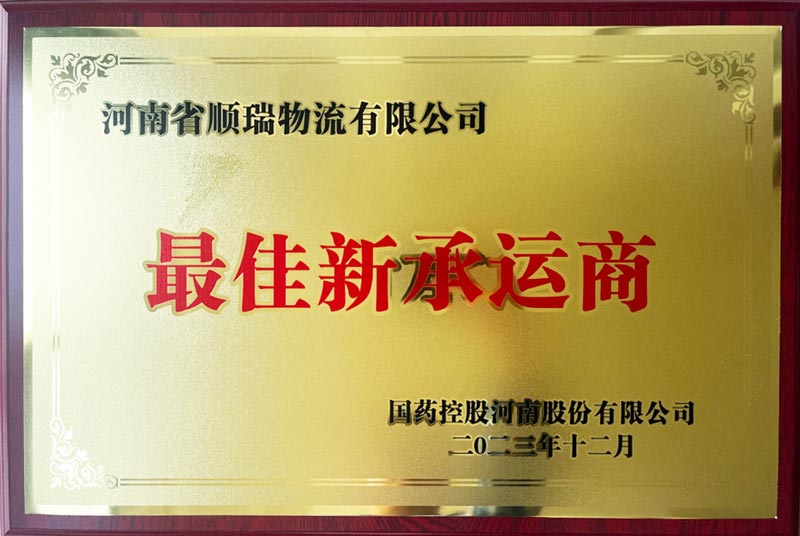 河南省顺瑞物流有限公司
最佳新承运商
国药控股河南股份有限公司
二0二三年十二月